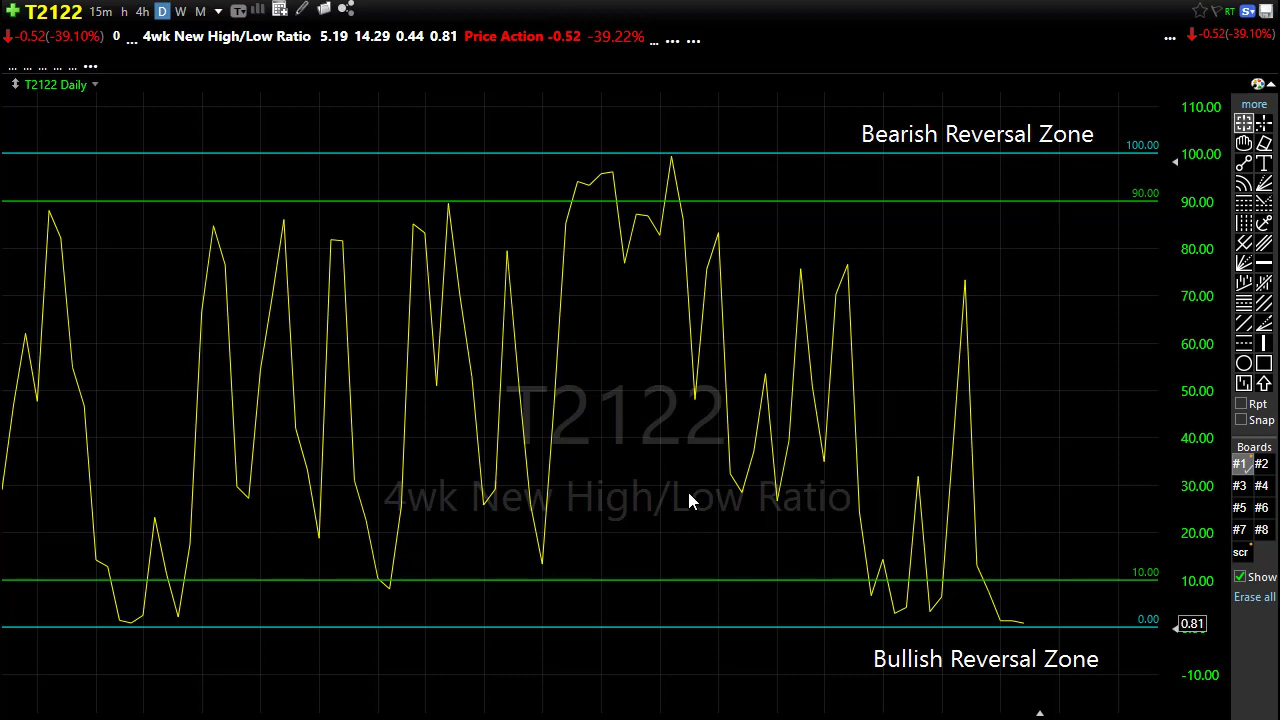 T2122 15m h 4h D W M T RT S
-0.52(-39.10%) 0 ... 4wk New High/Low Ratio 5.19 14.29 0.44 0.81 Price Action -0.52 -39.22% ... ... ... ... -0.52(-39.10%)
... ... ... ... ... ...
T2122 Daily
more
110.00
Bearish Reversal Zone
100.00
100.00
90.00
90.00
80.00
70.00
60.00
50.00
40.00
30.00
20.00
10.00
10.00
0.00
0.81
-10.00
Bullish Reversal Zone
T2122
4wk New High/Low Ratio
T
Rpt
Snap
Boards
#1 #2
#3 #4
#5 #6
#7 #8
scr
Show
Erase all